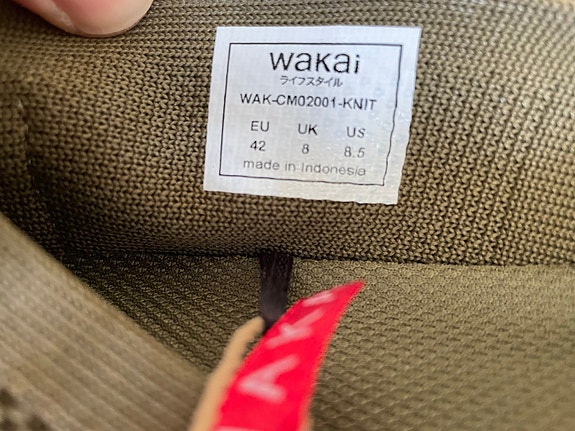 wakai
ライフスタイル
WAK-CM02001-KNIT
EU UK US
42 8 8.5
made in Indonesia